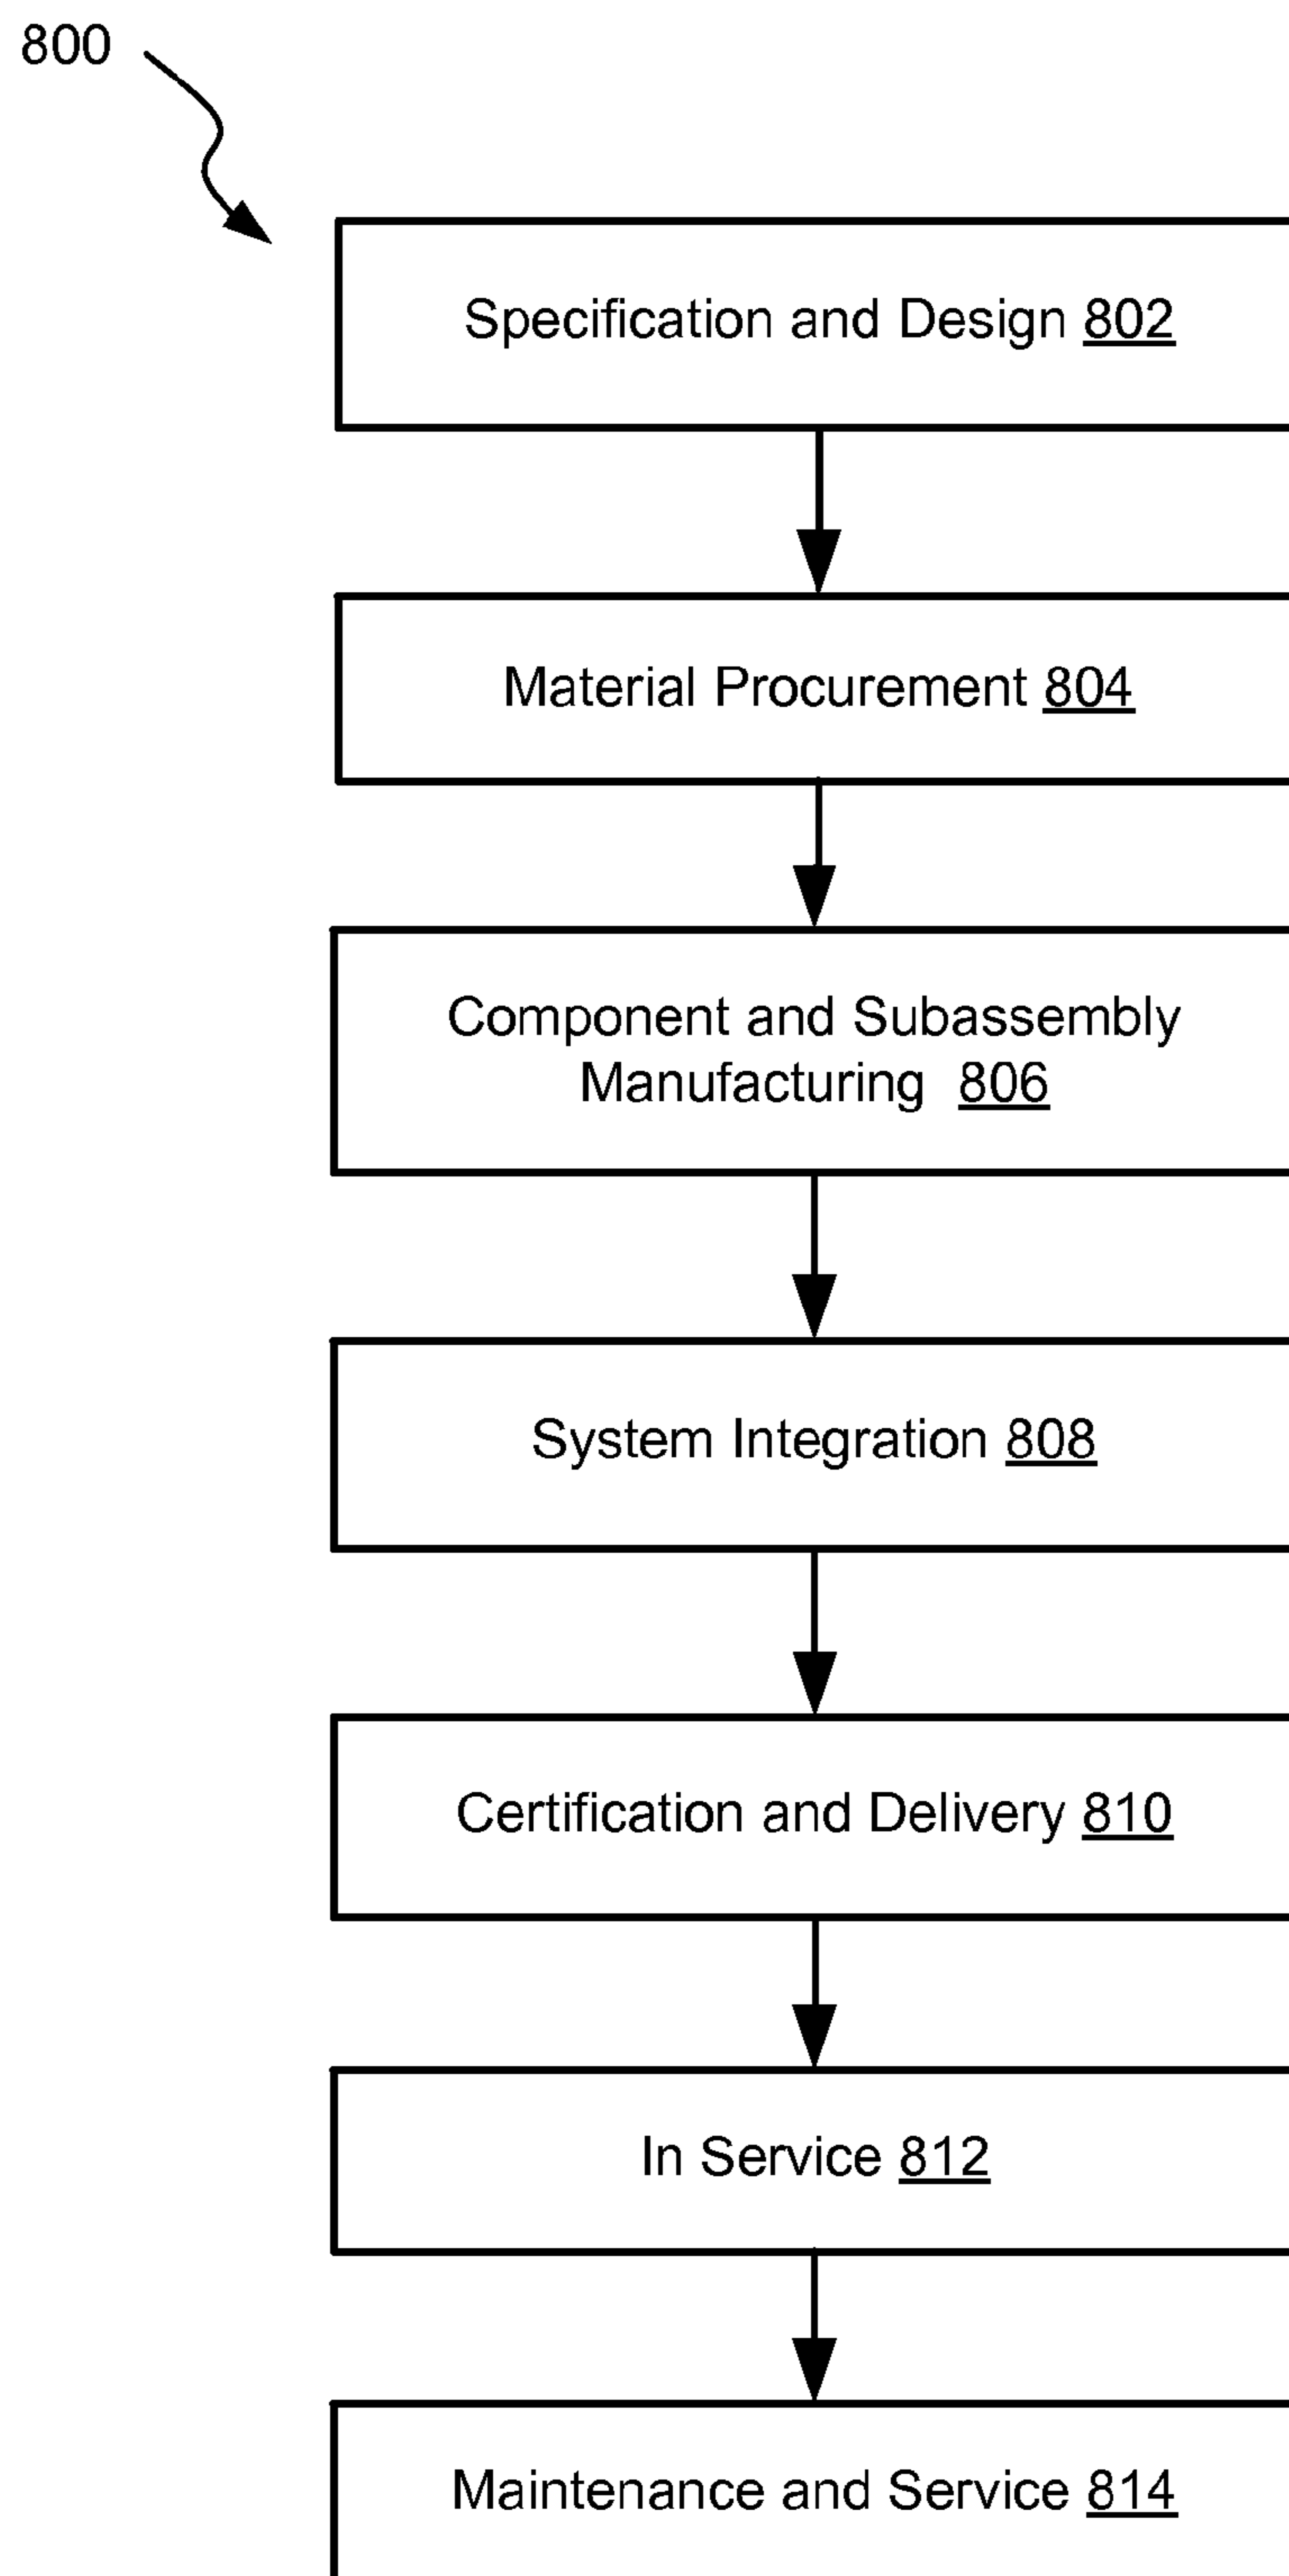 800
Specification and Design 802
Material Procurement 804
Component and Subassembly
Manufacturing 806
System Integration 808
Certification and Delivery 810
In Service 812
Maintenance and Service 814